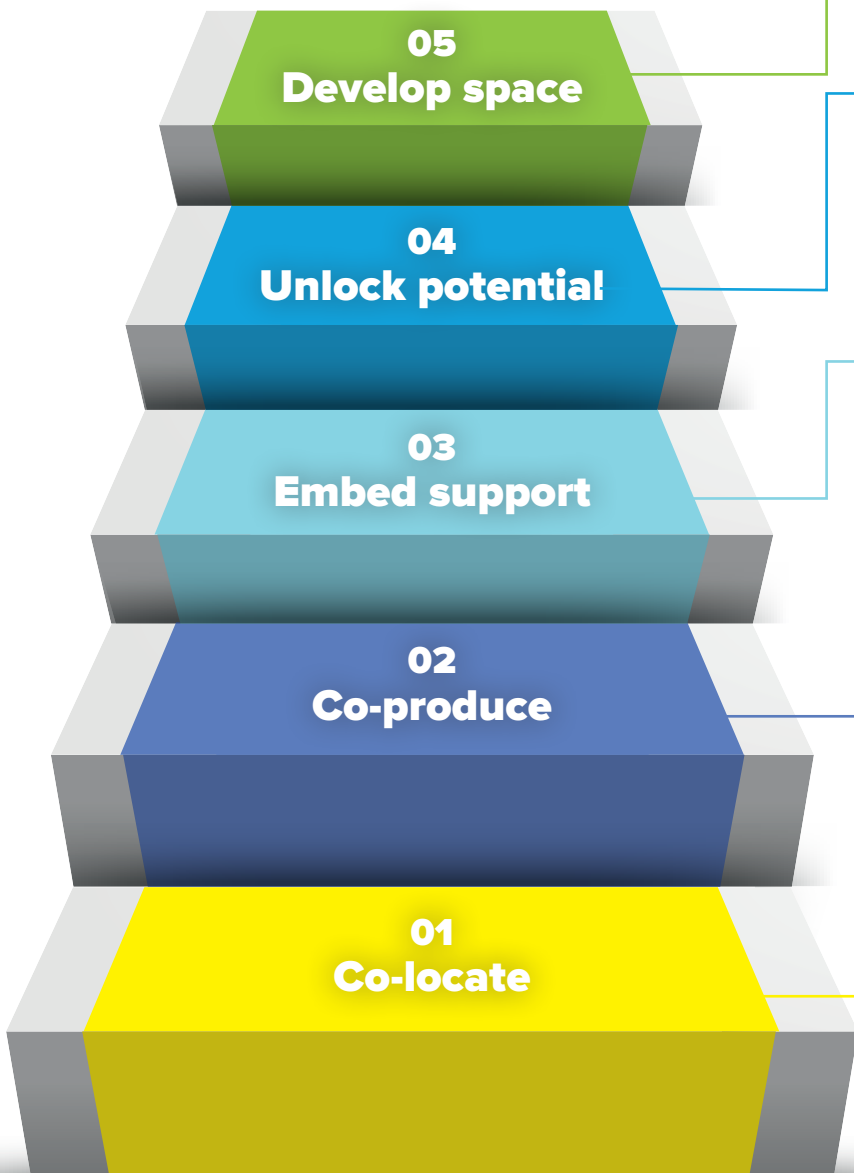 05
Develop space
04
Unlock potential
03
Embed support
02
Co-produce
01
Co-locate